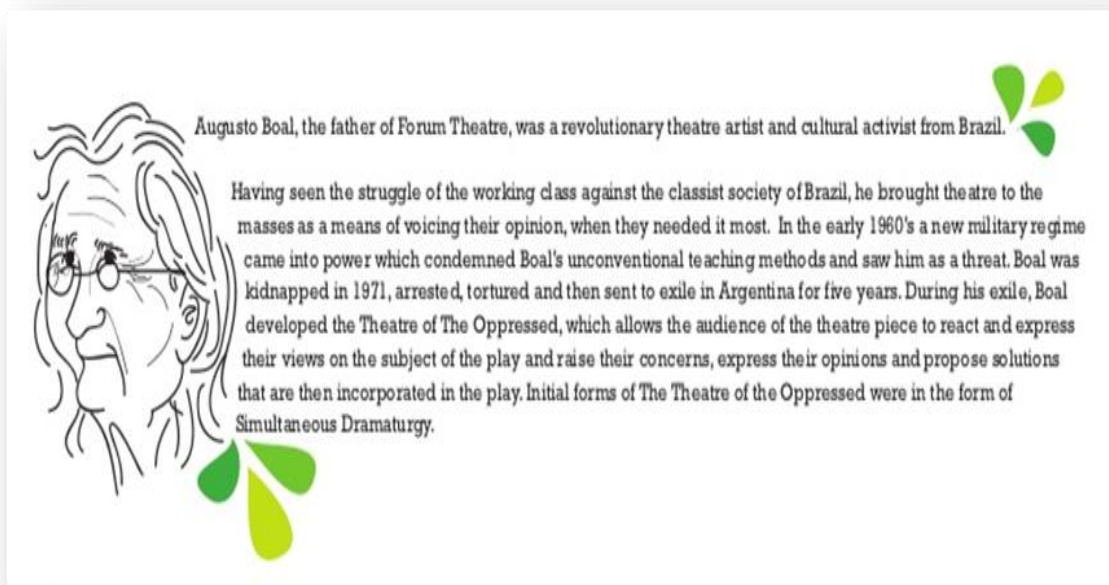 Augusto Boal, the father of Forum Theatre, was a revolutionary theatre artist and cultural activist from Brazil.
Having seen the struggle of the working class against the classist society of Brazil, he brought theatre to the
masses as a means of voicing their opinion, when they needed it most. In the early 1960's a new military regime
came into power which condemned Boal's unconventional teaching methods and saw him as a threat. Boal was
kidnapped in 1971, arrested, tortured and then sent to exile in Argentina for five years. During his exile, Boal
developed the Theatre of The Oppressed, which allows the audience of the theatre piece to react and express
their views on the subject of the play and raise their concerns, express their opinions and propose solutions
that are then incorporated in the play. Initial forms of The Theatre of the Oppressed were in the form of
Simultaneous Dramaturgy.